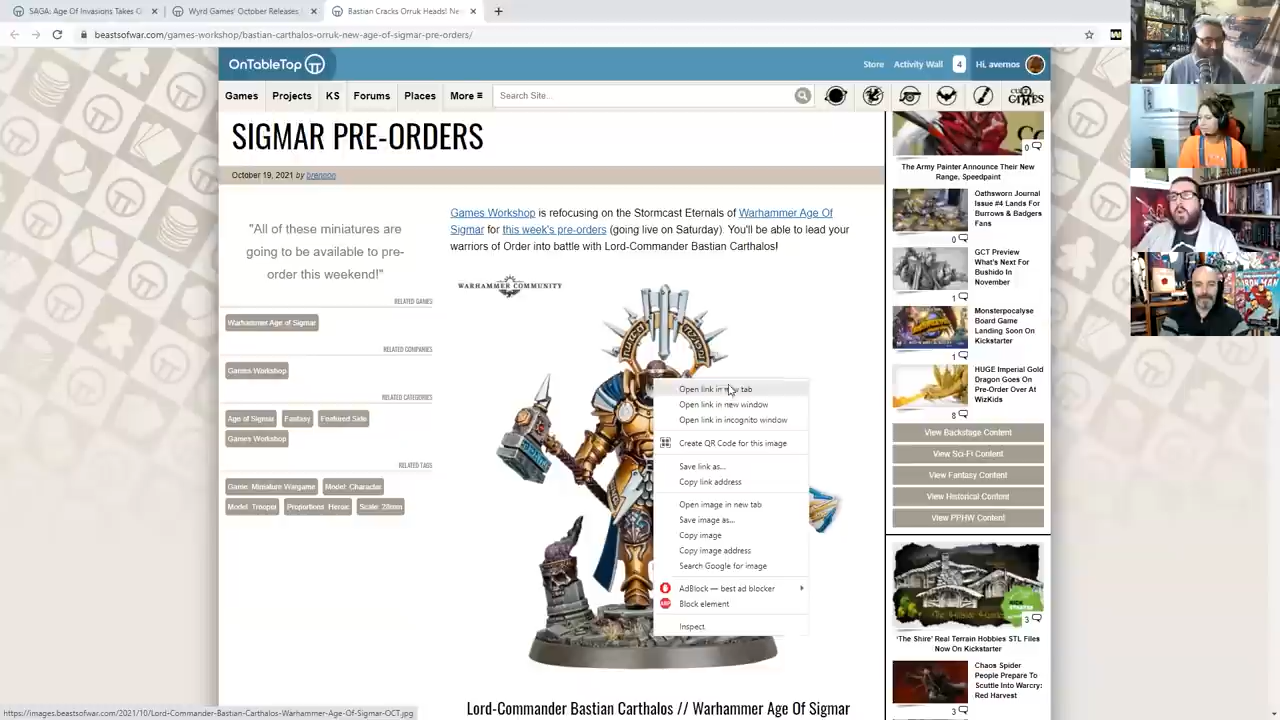 SAGA: Age Of Invasions Takes C
Wyrd Games' October Releases
Bastian Cracks Orruk Heads! Ne
beastsofwar.com/games-workshop/bastian-carthalos-orruk-new-age-of-sigmar-pre-orders/
OnTableTop
Store
Activity Wall
4
Hi, avernos
Games
Projects
KS
Forums
Places
More
Search Site...
SIGMAR PRE-ORDERS
October 19, 2021 by brennon
"All of these miniatures are
going to be available to pre-
order this weekend!"
RELATED GAMES
Warhammer Age of Sigmar
RELATED COMPANIES
Games Workshop
RELATED CATEGORIES
Age of Sigmar
Fantasy
Featured Side
Games Workshop
RELATED TAGS
Game: Miniature Wargame
Model: Character
Model: Trooper
Proportions: Heroic
Scale: 28mm
Games Workshop is refocusing on the Stormcast Eternals of Warhammer Age Of
Sigmar for this week's pre-orders (going live on Saturday). You'll be able to lead your
warriors of Order into battle with Lord-Commander Bastian Carthalos!
WARHAMMER COMMUNITY
Open link in new tab
Open link in new window
Open link in incognito window
Create QR Code for this image
Save link as...
Copy link address
Open image in new tab
Save image as...
Copy image
Copy image address
Search Google for image
AdBlock — best ad blocker
Block element
Inspect
Lord-Commander Bastian Carthalos // Warhammer Age Of Sigmar
0
The Army Painter Announce Their New
Range, Speedpaint
Oathsworn Journal
Issue #4 Lands For
Burrows & Badgers
Fans
0
GCT Preview
What's Next For
Bushido In
November
1
Monsterpocalyse
Board Game
Landing Soon On
Kickstarter
1
HUGE Imperial Gold
Dragon Goes On
Pre-Order Over At
WizKids
8
View Backstage Content
View Sci-Fi Content
View Fantasy Content
View Historical Content
View PPHW Content
3
'The Shire' Real Terrain Hobbies STL Files
Now On Kickstarter
Chaos Spider
People Prepare To
Scuttle Into Warcry:
Red Harvest
3
https://images.beastsofwar.com/2021/10/Lord-Commander-Bastian-Carthalos-Warhammer-Age-Of-Sigmar-OCT.jpg
IRON MAN